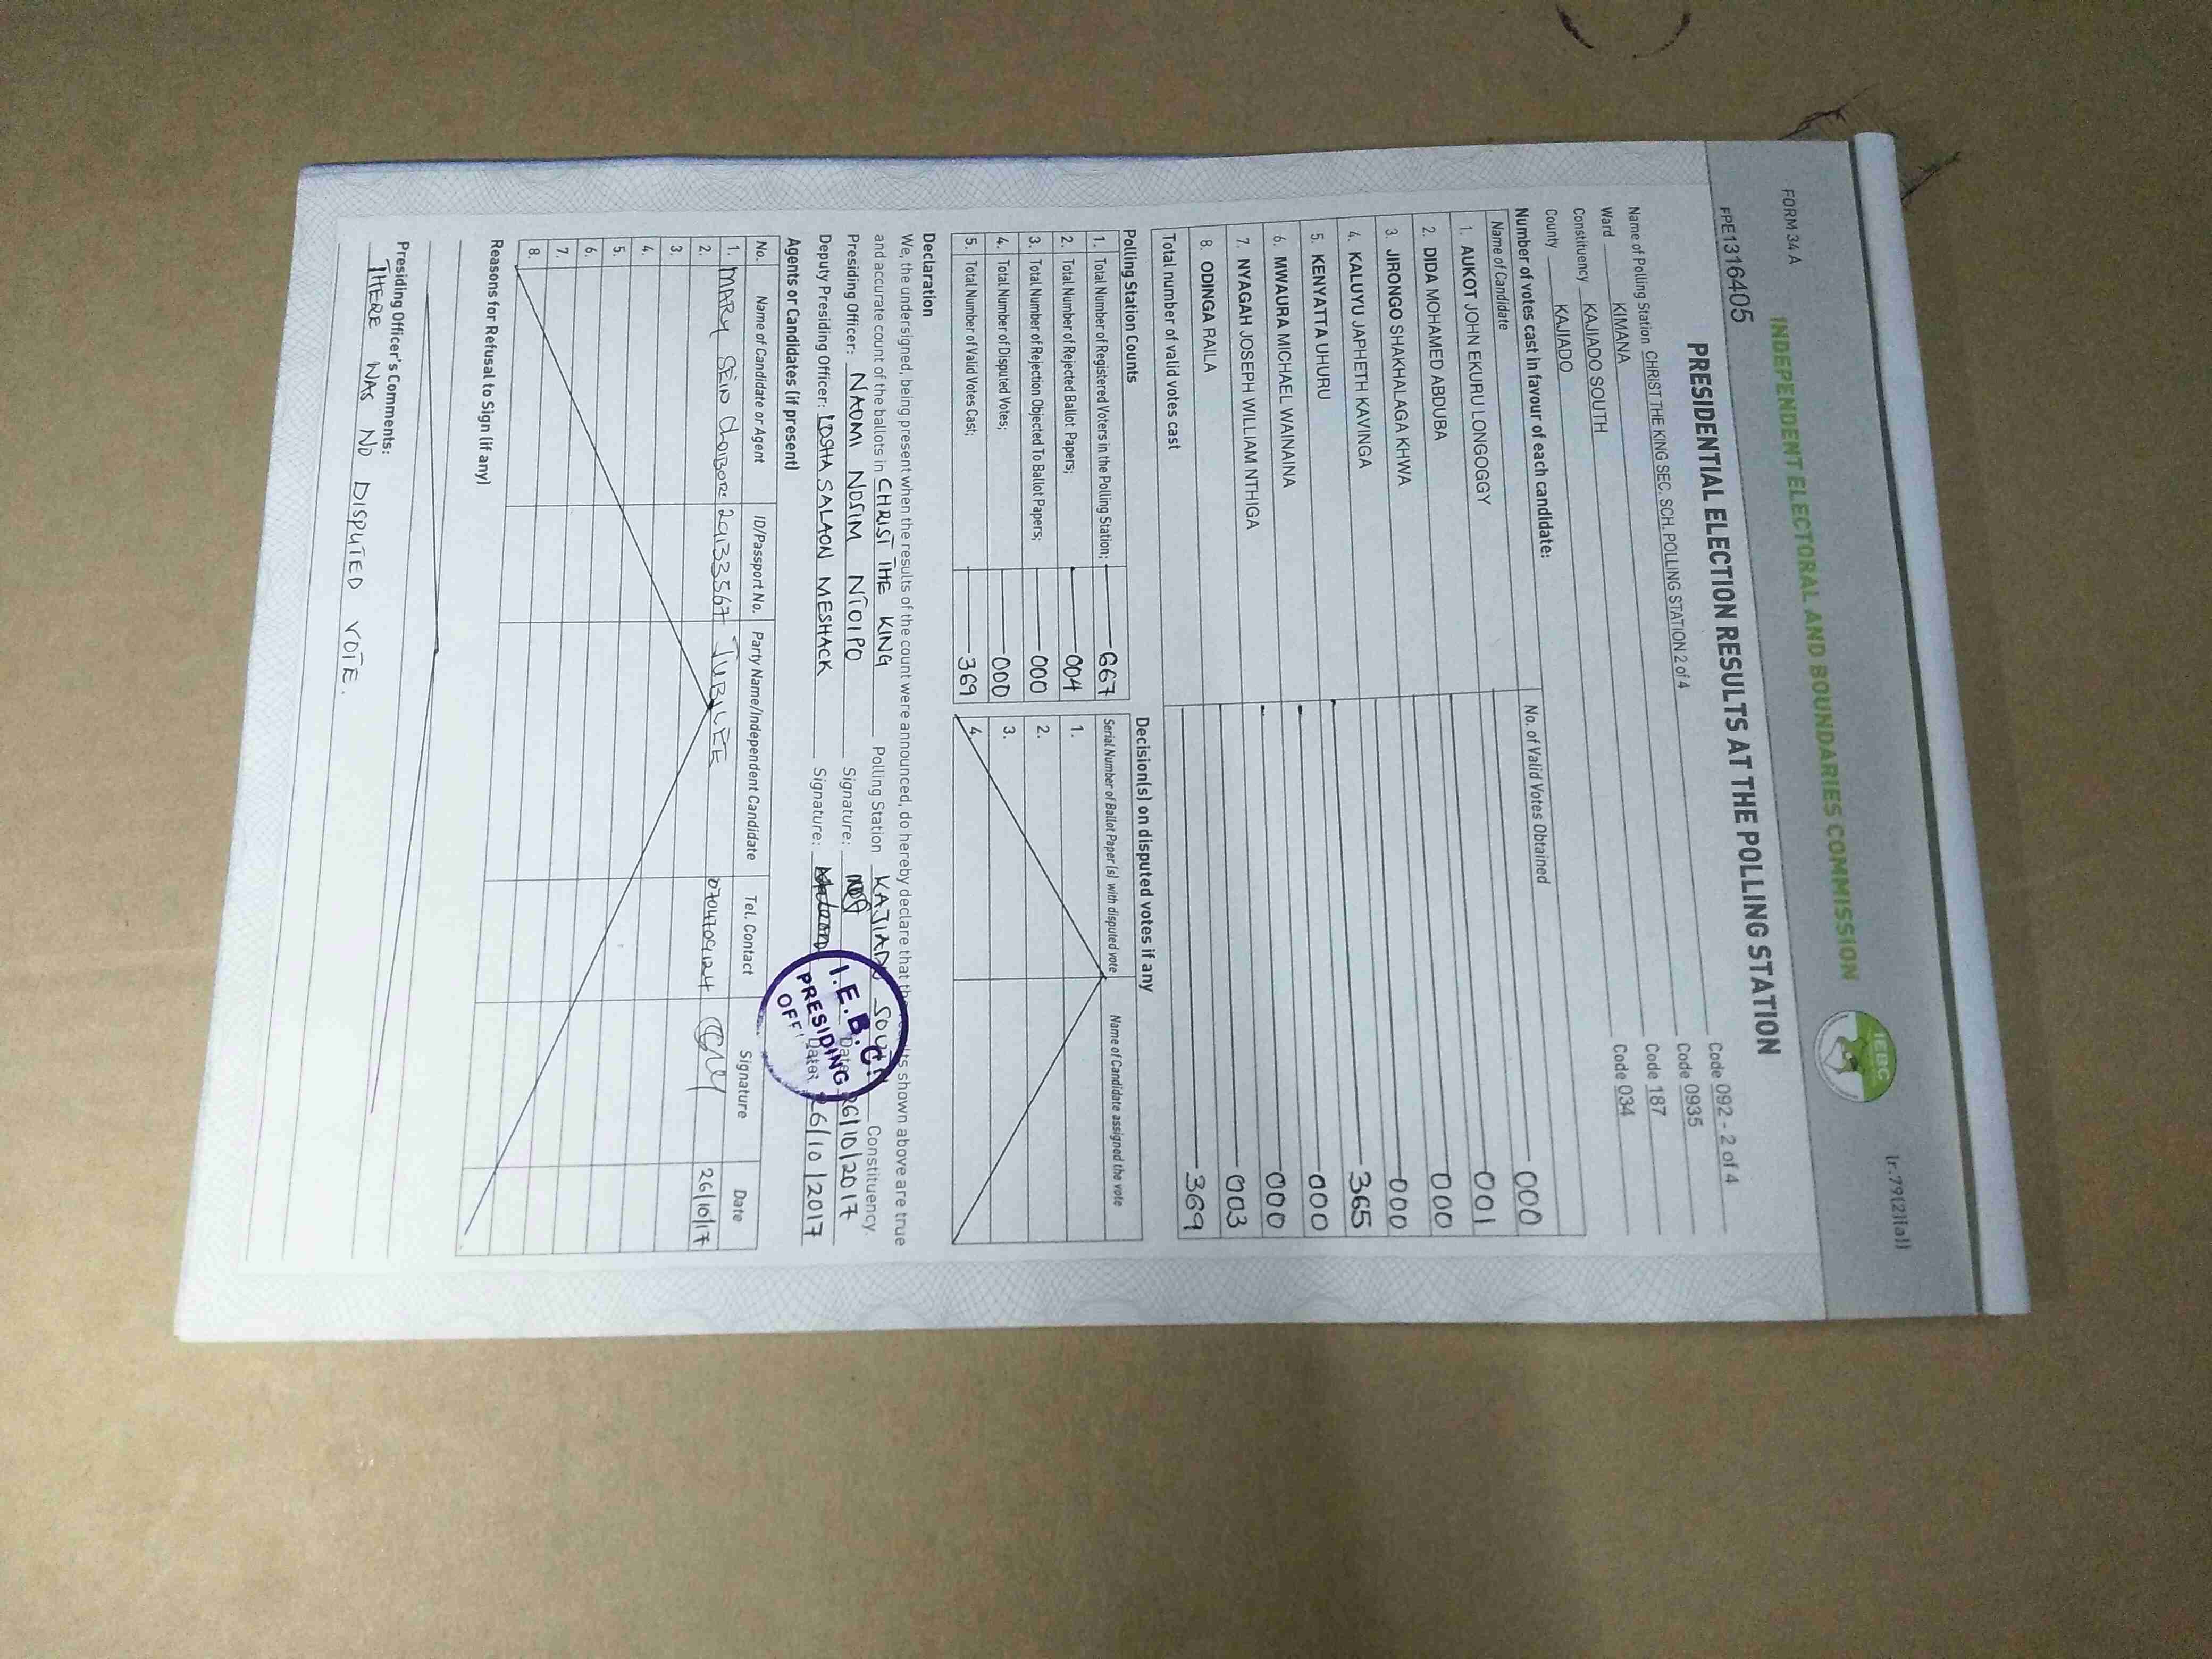 FORM 34 A
(r.79(2)(a))
INDEPENDENT ELECTORAL AND BOUNDARIES COMMISSION
IEBC
FPE1316405
PRESIDENTIAL ELECTION RESULTS AT THE POLLING STATION
Name of Polling Station CHRIST THE KING SEC. SCH. POLLING STATION 2 of 4 Code 092 - 2 of 4
Ward KIMANA Code 0935
Constituency KAJIADO SOUTH Code 187
County KAJIADO Code 034
Number of votes cast in favour of each candidate:
Name of Candidate No. of Valid Votes Obtained
1. AUKOT JOHN EKURU LONGOGGY 000
2. DIDA MOHAMED ABDUBA 001
3. JIRONGO SHAKHALAGA KHWA 000
4. KALUYU JAPHETH KAVINGA 000
5. KENYATTA UHURU 365
6. MWAURA MICHAEL WAINAINA 000
7. NYAGAH JOSEPH WILLIAM NTHIGA 000
8. ODINGA RAILA 003
Total number of valid votes cast 369
Polling Station Counts
1. Total Number of Registered Voters in the Polling Station; 667
2. Total Number of Rejected Ballot Papers; 004
3. Total Number of Rejection Objected To Ballot Papers; 000
4. Total Number of Disputed Votes; 000
5. Total Number of Valid Votes Cast; 369
Decision(s) on disputed votes if any
Serial Number of Ballot Paper(s) with disputed vote Name of Candidate assigned the vote
1.
2.
3.
4.
Declaration
We, the undersigned, being present when the results of the count were announced, do hereby declare that the results shown above are true
and accurate count of the ballots in CHRIST THE KING Polling Station KAJIADO SOUTH Constituency.
Presiding Officer: NAOMI NOSIM NTOIPO Signature: Date: 26/10/2017
Deputy Presiding Officer: LOSHA SALAON MESHACK Signature: Date: 26/10/2017
I.E.B.C.
PRESIDING
Agents or Candidates (if present)
No. Name of Candidate or Agent ID/Passport No. Party Name/Independent Candidate Tel. Contact Signature Date
1. MARY 29133567 JUBILEE 0704709124 26/10/17
2.
3.
4.
5.
6.
7.
8.
Reasons for Refusal to Sign (if any)
Presiding Officer's Comments:
THERE WAS NO DISPUTED VOTE.